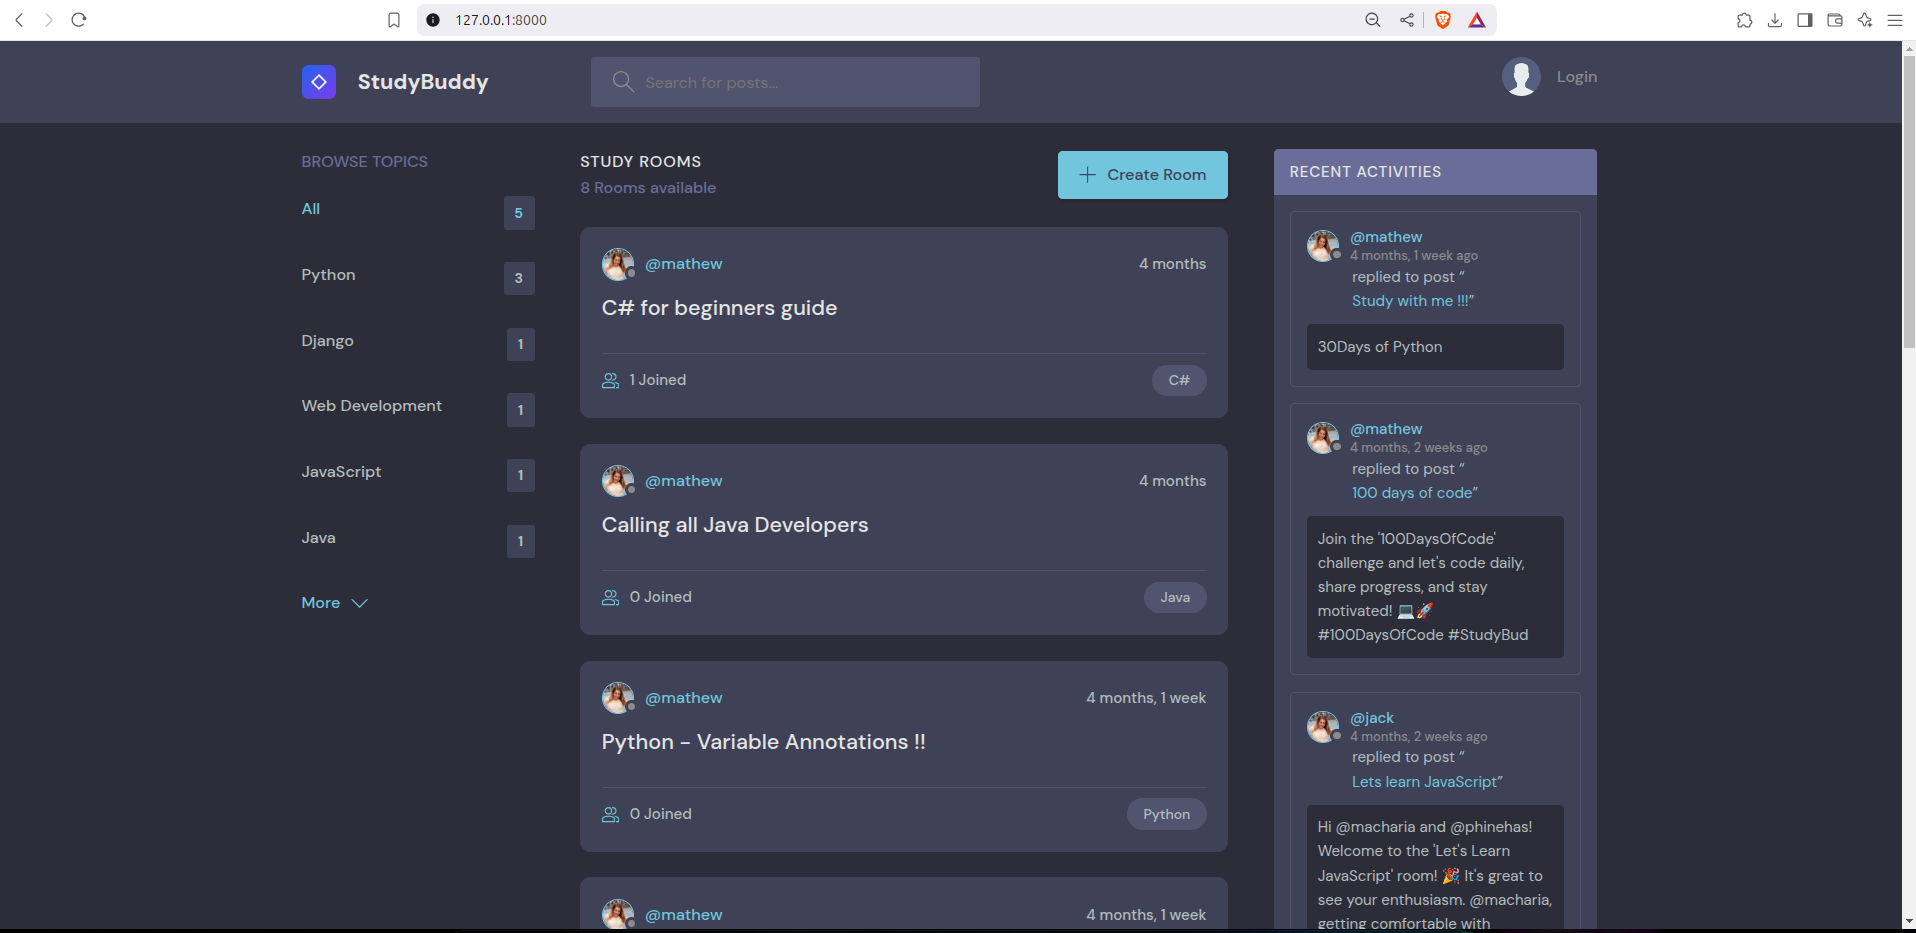 127.0.0.1:8000
StudyBuddy
Search for posts...
Login
BROWSE TOPICS
All
5
Python
3
Django
1
Web Development
1
JavaScript
1
Java
1
More
STUDY ROOMS
8 Rooms available
Create Room
@mathew
4 months
C# for beginners guide
1 Joined
C#
@mathew
4 months
Calling all Java Developers
0 Joined
Java
@mathew
4 months, 1 week
Python - Variable Annotations !!
0 Joined
Python
@mathew
4 months, 1 week
RECENT ACTIVITIES
@mathew
4 months, 1 week ago
replied to post “
Study with me !!!”
30Days of Python
@mathew
4 months, 2 weeks ago
replied to post “
100 days of code”
Join the '100DaysOfCode'
challenge and let's code daily,
share progress, and stay
motivated! 💻🚀
#100DaysOfCode #StudyBud
@jack
4 months, 2 weeks ago
replied to post “
Lets learn JavaScript”
Hi @macharia and @phinehas!
Welcome to the 'Let's Learn
JavaScript' room! 🎉 It's great to
see your enthusiasm. @macharia,
getting comfortable with